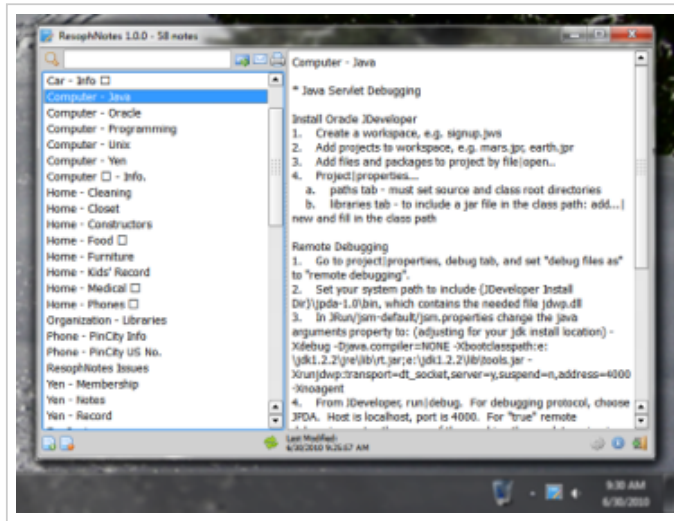 ResophNotes 1.0.0 - 58 notes
Car - Info □
Computer - Java
Computer - Oracle
Computer - Programming
Computer - Unix
Computer - Yen
Computer □ - Info.
Home - Cleaning
Home - Closet
Home - Constructors
Home - Food □
Home - Furniture
Home - Kids' Record
Home - Medical □
Home - Phones □
Organization - Libraries
Phone - PinCity Info
Phone - PinCity US No.
ResophNotes Issues
Yen - Membership
Yen - Notes
Yen - Record
Computer - Java
* Java Servlet Debugging
Install Oracle JDeveloper
1. Create a workspace, e.g. signup.jws
2. Add projects to workspace, e.g. mars.jpr, earth.jpr
3. Add files and packages to project by file|open..
4. Project|properties...
a. paths tab - must set source and class root directories
b. libraries tab - to include a jar file in the class path: add...|
new and fill in the class path
Remote Debugging
1. Go to project|properties, debug tab, and set "debug files as"
to "remote debugging".
2. Set your system path to include {JDeveloper Install
Dir}\jpda-1.0\bin, which contains the needed file jdwp.dll
3. In JRun/jsm-default/jsm.properties change the java
arguments property to: (adjusting for your jdk install location) -
Xdebug -Djava.compiler=NONE -Xbootclasspath:e:
\jdk1.2.2\jre\lib\rt.jar;e:\jdk1.2.2\lib\tools.jar -
Xrunjdwp:transport=dt_socket,server=y,suspend=n,address=4000
-Xnoagent
4. From JDeveloper, run|debug. For debugging protocol, choose
JPDA. Host is localhost, port is 4000. For "true" remote
Last Modified:
6/30/2010 9:25:57 AM
9:30 AM
6/30/2010